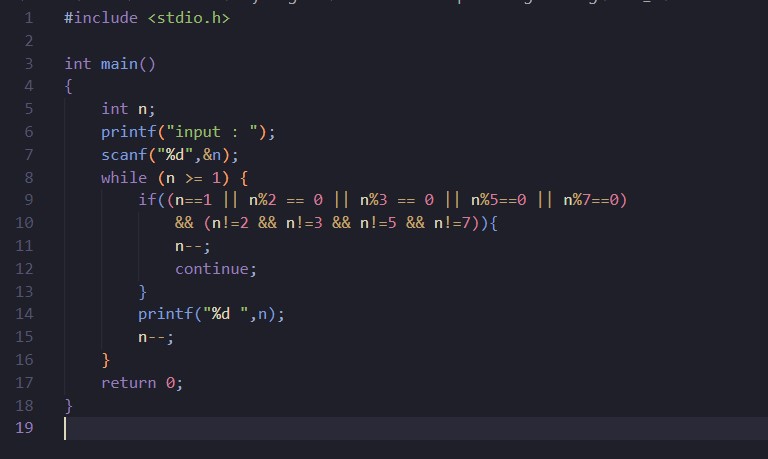 1 #include <stdio.h>
2
3 int main()
4 {
5 int n;
6 printf("input : ");
7 scanf("%d",&n);
8 while (n >= 1) {
9 if((n==1 || n%2 == 0 || n%3 == 0 || n%5==0 || n%7==0)
10 && (n!=2 && n!=3 && n!=5 && n!=7)){
11 n--;
12 continue;
13 }
14 printf("%d ",n);
15 n--;
16 }
17 return 0;
18 }
19